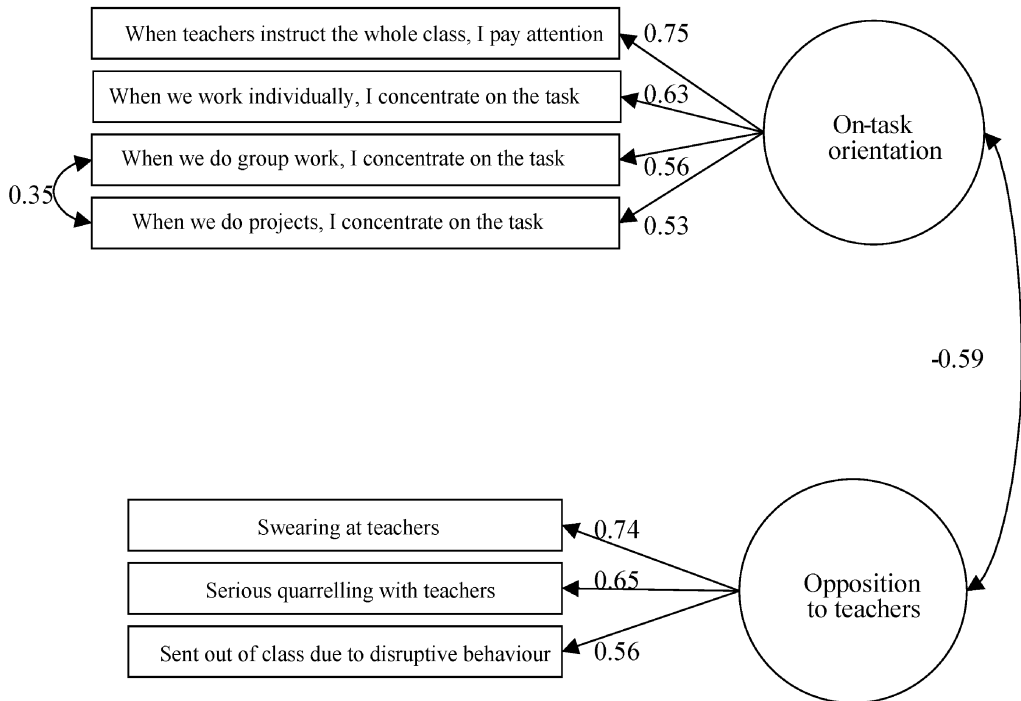 When teachers instruct the whole class, I pay attention
0.75
When we work individually, I concentrate on the task
0.63
When we do group work, I concentrate on the task
0.56
When we do projects, I concentrate on the task
0.53
0.35
On-task
orientation
-0.59
Swearing at teachers
0.74
Serious quarrelling with teachers
0.65
Sent out of class due to disruptive behaviour
0.56
Opposition
to teachers